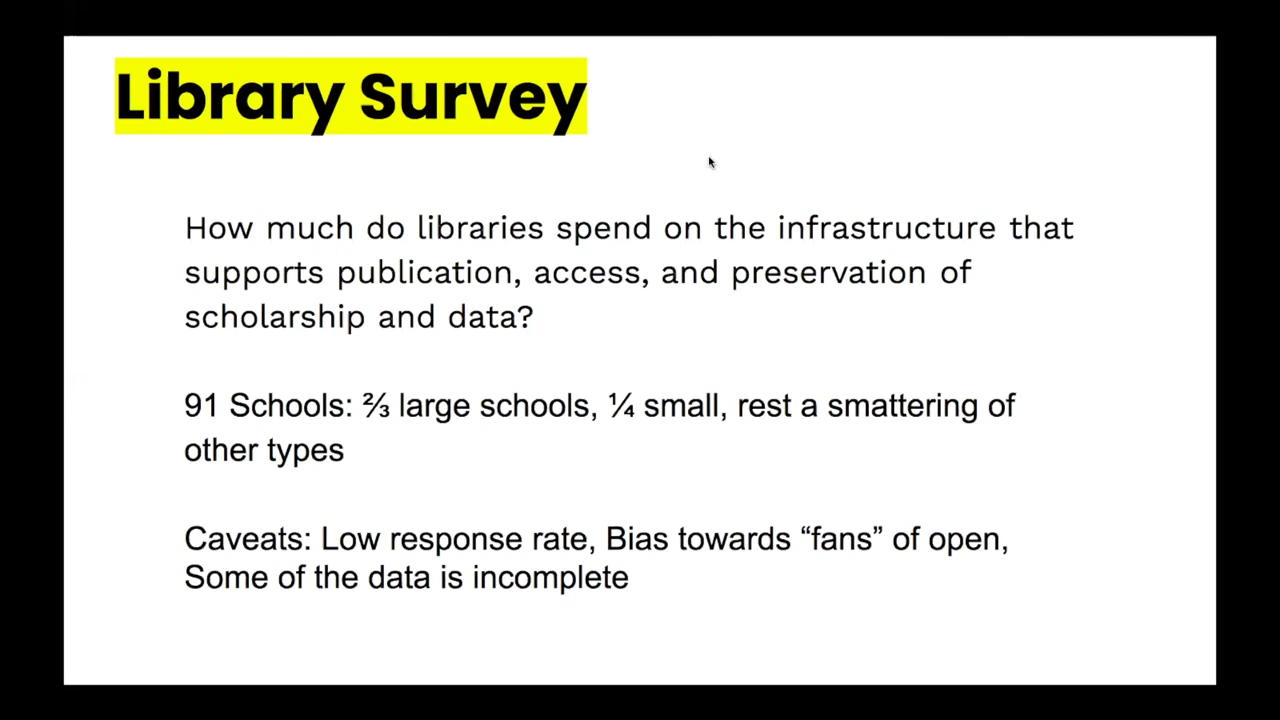 Library Survey
How much do libraries spend on the infrastructure that
supports publication, access, and preservation of
scholarship and data?
91 Schools: ⅔ large schools, ¼ small, rest a smattering of
other types
Caveats: Low response rate, Bias towards “fans” of open,
Some of the data is incomplete